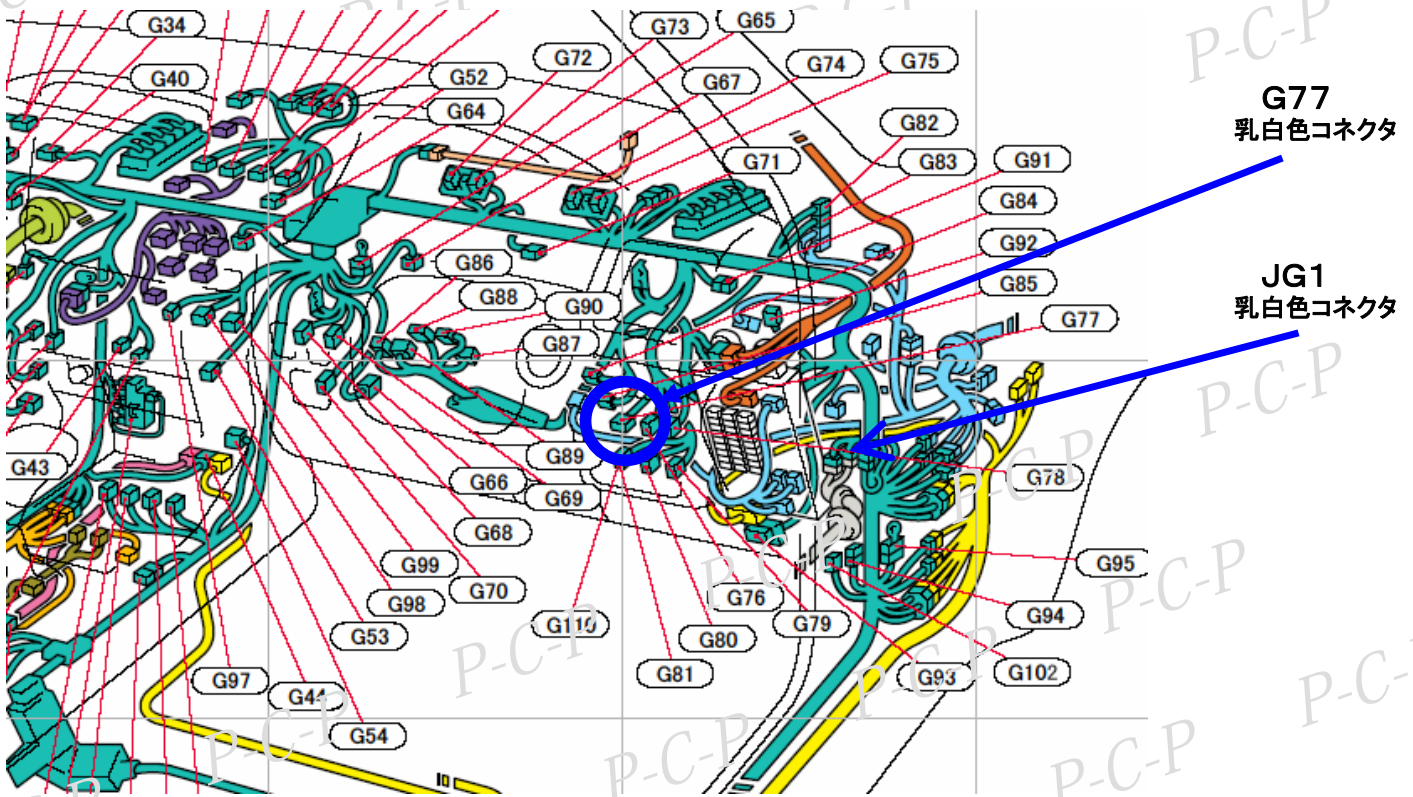 G34
G73
G65
G72
G74
G75
G40
G52
G67
G64
G82
G71
G83
G91
G84
G92
G86
G85
G88
G90
G77
G87
G43
G89
G66
G69
G78
G68
G99
G70
G95
G98
G76
G94
G53
G110
G80
G79
G97
G44
G81
G93
G102
G54
G77
乳白色コネクタ
JG1
乳白色コネクタ
P-C-P
P-C-P
P-C-P
P-C-P
P-C-P
P-C-P
P-C-P
P-C-P
P-C-P
P-C-P